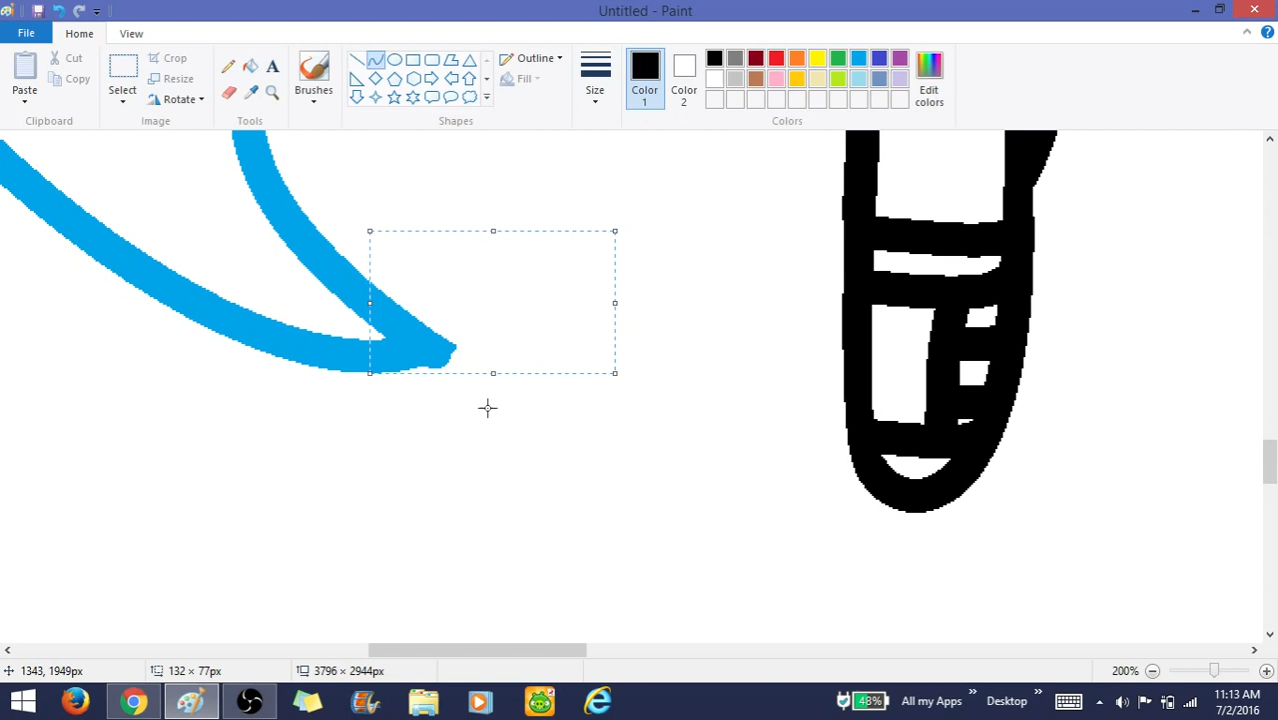 Untitled - Paint
File
Home
View
Paste
Cut
Copy
Clipboard
Select
Crop
Resize
Rotate
Image
A
Tools
Brushes
Outline
Fill
Shapes
Size
Color
1
Color
2
Edit
colors
Colors
1343, 1949px
132 × 77px
3796 × 2944px
200%
48%
All my Apps
»
Desktop
»
11:13 AM
7/2/2016